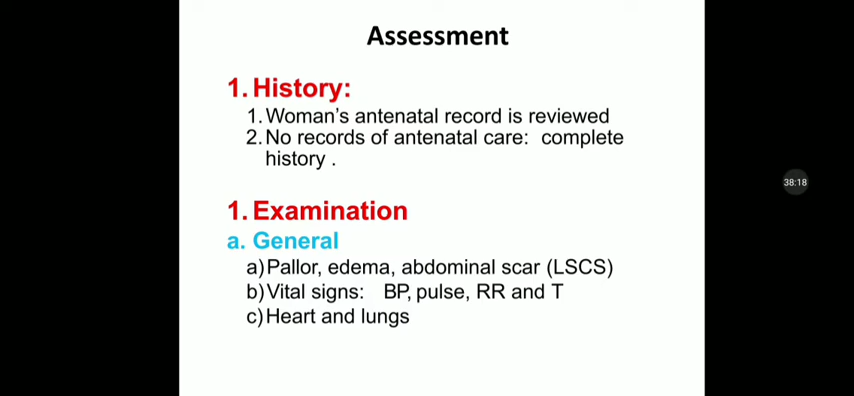 Assessment
1. History:
1. Woman's antenatal record is reviewed
2. No records of antenatal care: complete
history .
1. Examination
a. General
a) Pallor, edema, abdominal scar (LSCS)
b) Vital signs: BP, pulse, RR and T
c) Heart and lungs
38:18